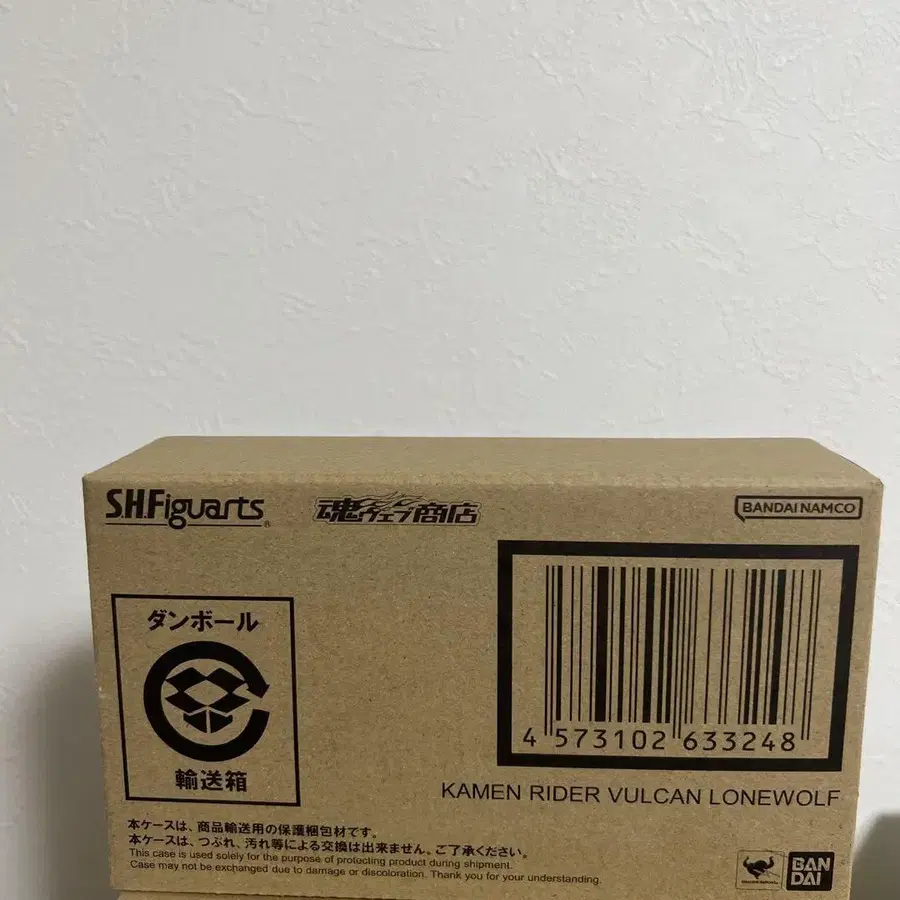 S.H.Figuarts®
魂ウェブ商店
BANDAI NAMCO
ダンボール
輸送箱
4 573102 633248
KAMEN RIDER VULCAN LONEWOLF
本ケースは、商品輸送用の保護梱包材です。
本ケースは、つぶれ、汚れ等による交換は出来ません。ご了承ください。
This case is used solely for the purpose of protecting product during shipment.
Case may not be exchanged due to damage or discoloration. Thank you for your understanding.
BAN
DAI